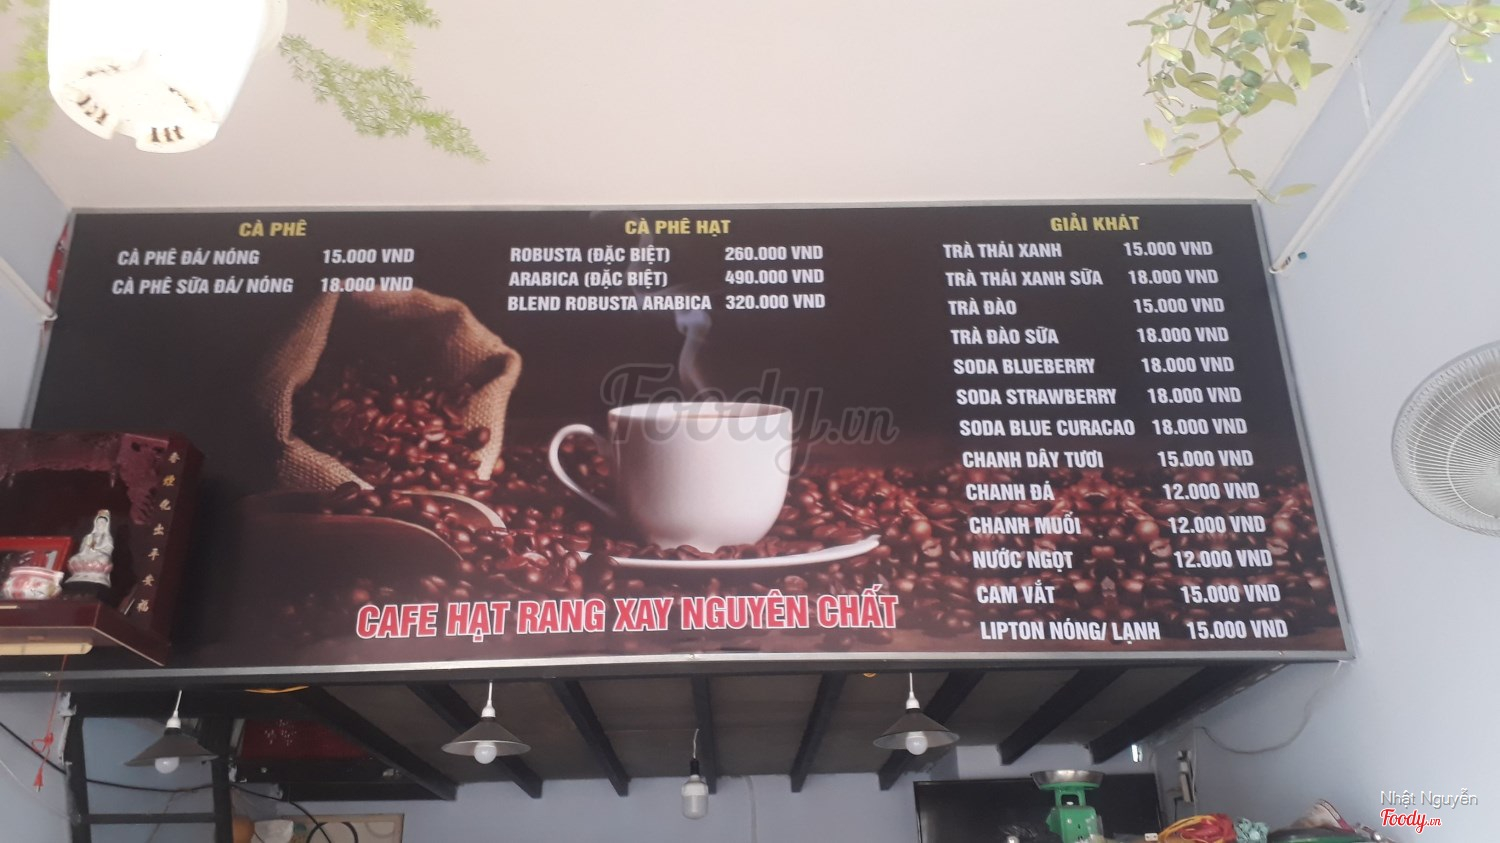 CÀ PHÊ
CÀ PHÊ ĐÁ/ NÓNG 15.000 VND
CÀ PHÊ SỮA ĐÁ/ NÓNG 18.000 VND
CÀ PHÊ HẠT
ROBUSTA (ĐẶC BIỆT) 260.000 VND
ARABICA (ĐẶC BIỆT) 490.000 VND
BLEND ROBUSTA ARABICA 320.000 VND
GIẢI KHÁT
TRÀ THÁI XANH 15.000 VND
TRÀ THÁI XANH SỮA 18.000 VND
TRÀ ĐÀO 15.000 VND
TRÀ ĐÀO SỮA 18.000 VND
SODA BLUEBERRY 18.000 VND
SODA STRAWBERRY 18.000 VND
SODA BLUE CURACAO 18.000 VND
CHANH DÂY TƯƠI 15.000 VND
CHANH ĐÁ 12.000 VND
CHANH MUỐI 12.000 VND
NƯỚC NGỌT 12.000 VND
CAM VẮT 15.000 VND
LIPTON NÓNG/ LẠNH 15.000 VND
Foody.vn
CAFE HẠT RANG XAY NGUYÊN CHẤT
出平安福
Nhật Nguyễn
Foody.vn